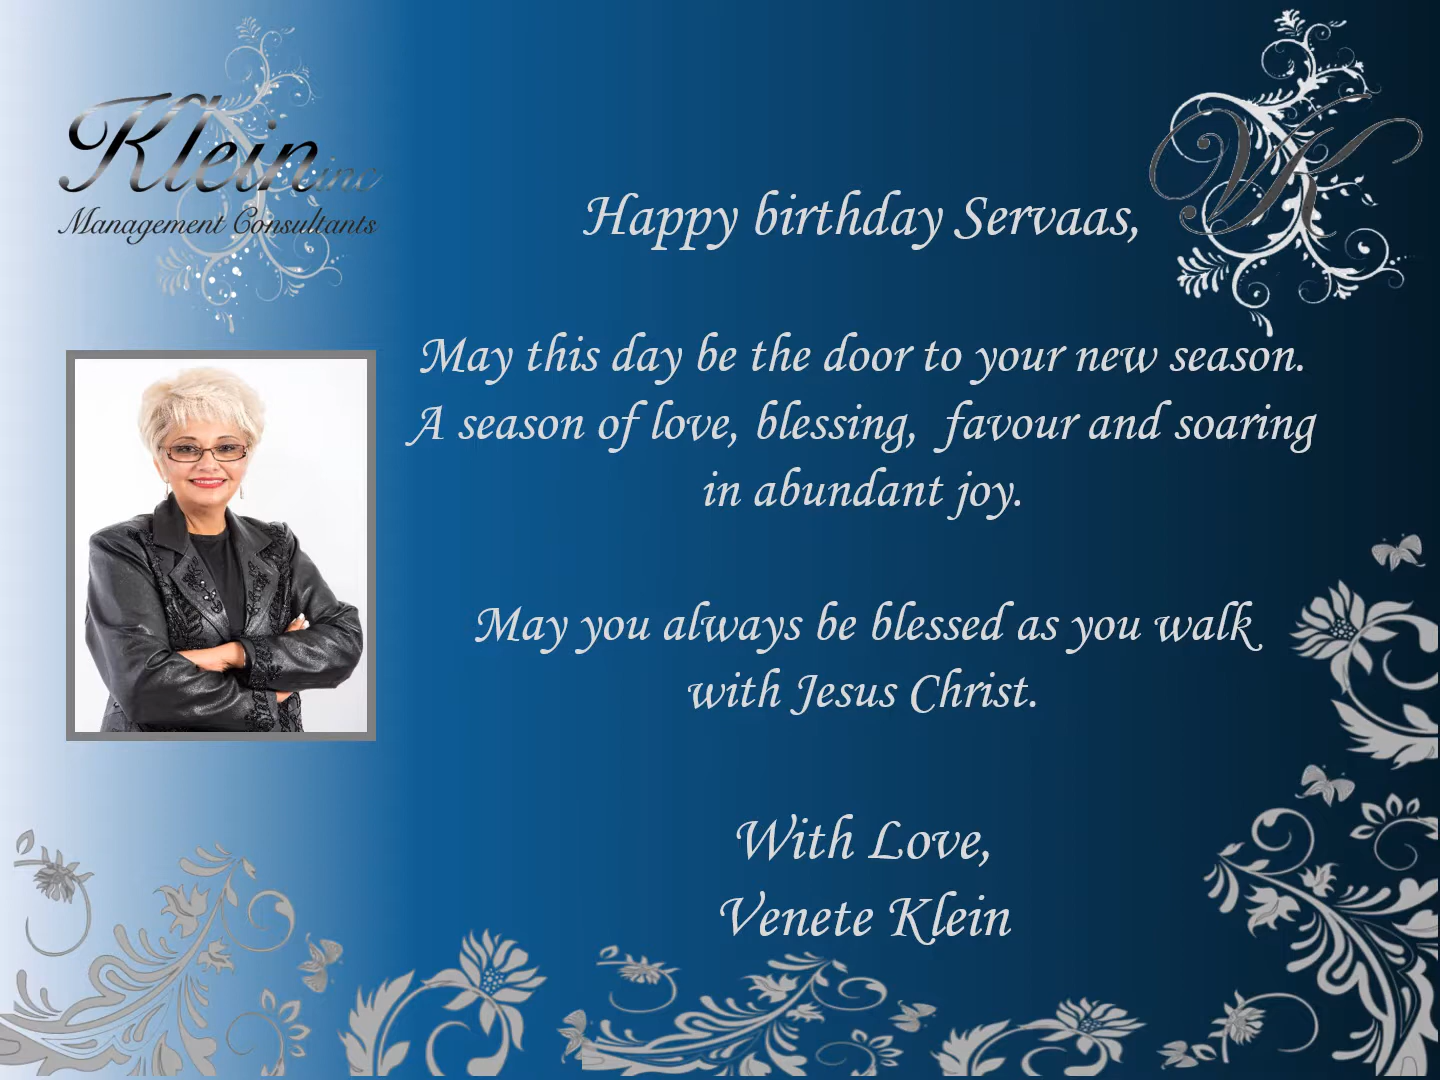 Klein inc
Management Consultants
VK
Happy birthday Servaas,
May this day be the door to your new season.
A season of love, blessing, favour and soaring
in abundant joy.
May you always be blessed as you walk
with Jesus Christ.
With Love,
Venete Klein